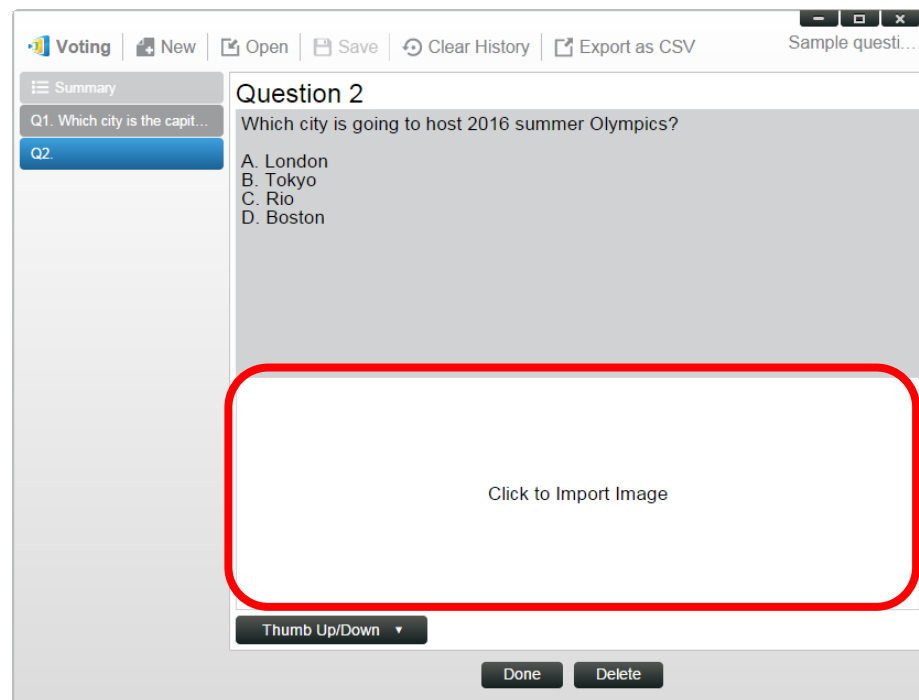 Voting New Open Save Clear History Export as CSV Sample questi...
Summary
Q1. Which city is the capit...
Q2.
Question 2
Which city is going to host 2016 summer Olympics?
A. London
B. Tokyo
C. Rio
D. Boston
Click to Import Image
Thumb Up/Down
Done Delete